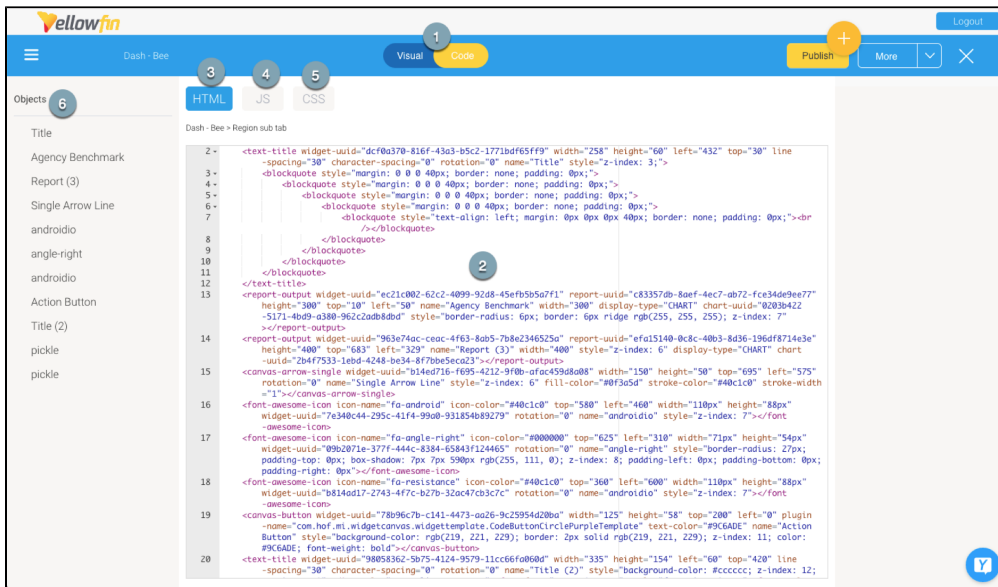 Yellowfin
Logout
Dash - Bee
Visual
Code
1
Publish
+
More
3
4
5
HTML
JS
CSS
Objects
6
Dash - Bee > Region sub tab
Title
Agency Benchmark
Report (3)
Single Arrow Line
androidio
angle-right
androidio
Action Button
Title (2)
pickle
pickle
2
2 <text-title widget-uuid="dcf0a370-816f-43a3-b5c2-1771bdf65ff9" width="258" height="60" left="432" top="30" line
-spacing="30" character-spacing="0" rotation="0" name="Title" style="z-index: 3;">
3 <blockquote style="margin: 0 0 0 40px; border: none; padding: 0px;">
4 <blockquote style="margin: 0 0 0 40px; border: none; padding: 0px;">
5 <blockquote style="margin: 0 0 0 40px; border: none; padding: 0px;">
6 <blockquote style="margin: 0 0 0 40px; border: none; padding: 0px;">
7 <blockquote style="text-align: left; margin: 0px 0px 0px 40px; border: none; padding: 0px;"><br
/></blockquote>
8 </blockquote>
9 </blockquote>
10 </blockquote>
11 </blockquote>
12 </text-title>
13 <report-output widget-uuid="ec21c002-62c2-4099-92d8-45efb5b5a7f1" report-uuid="c83357db-8aef-4ec7-ab72-fce34de9ee77"
height="300" top="10" left="50" name="Agency Benchmark" width="300" display-type="CHART" chart-uuid="0203b422
-5171-4bd9-a380-962c2adb8dbd" style="border-radius: 6px; border: 6px ridge rgb(255, 255, 255); z-index: 7"
></report-output>
14 <report-output widget-uuid="963e74ac-ceac-4f63-8ab5-7b8e2346525a" report-uuid="efa15140-0c8c-40b3-8d36-196df8714e3e"
height="400" top="683" left="329" name="Report (3)" width="400" style="z-index: 6" display-type="CHART" chart
-uuid="2b4f7533-1ebd-4248-be34-8f7bbe5eca23"></report-output>
15 <canvas-arrow-single widget-uuid="b14ed716-f695-4212-9f0b-afac459d8a08" width="150" height="50" top="695" left="575"
rotation="0" name="Single Arrow Line" style="z-index: 6" fill-color="#0f3a5d" stroke-color="#40c1c0" stroke-width
="1"></canvas-arrow-single>
16 <font-awesome-icon icon-name="fa-android" icon-color="#40c1c0" top="580" left="460" width="110px" height="88px"
widget-uuid="7e340c44-295c-41f4-99a0-931854b89279" rotation="0" name="androidio" style="z-index: 7"></font
-awesome-icon>
17 <font-awesome-icon icon-name="fa-angle-right" icon-color="#000000" top="625" left="310" width="71px" height="54px"
widget-uuid="09b2071e-377f-444c-8384-65843f124465" rotation="0" name="angle-right" style="border-radius: 27px;
padding-top: 0px; box-shadow: 7px 7px 590px rgb(255, 111, 0); z-index: 8; padding-left: 0px; padding-bottom: 0px;
padding-right: 0px"></font-awesome-icon>
18 <font-awesome-icon icon-name="fa-resistance" icon-color="#40c1c0" top="360" left="600" width="110px" height="88px"
widget-uuid="b814ad17-2743-4f7c-b27b-32ac47cb3c7c" rotation="0" name="androidio" style="z-index: 7"></font
-awesome-icon>
19 <canvas-button widget-uuid="78b96c7b-c141-4473-aa26-9c25954d20ba" width="125" height="58" top="200" left="0" plugin
-name="com.hof.mi.widgetcanvas.widgettemplate.CodeButtonCirclePurpleTemplate" text-color="#9C6ADE" name="Action
Button" style="background-color: rgb(219, 221, 229); border: 2px solid rgb(219, 221, 229); z-index: 11; color:
#9C6ADE; font-weight: bold"></canvas-button>
20 <text-title widget-uuid="98058362-5b75-4124-9579-11cc66fa060d" width="335" height="154" left="60" top="420" line
-spacing="30" character-spacing="0" rotation="0" name="Title (2)" style="background-color: #cccccc; z-index: 12;